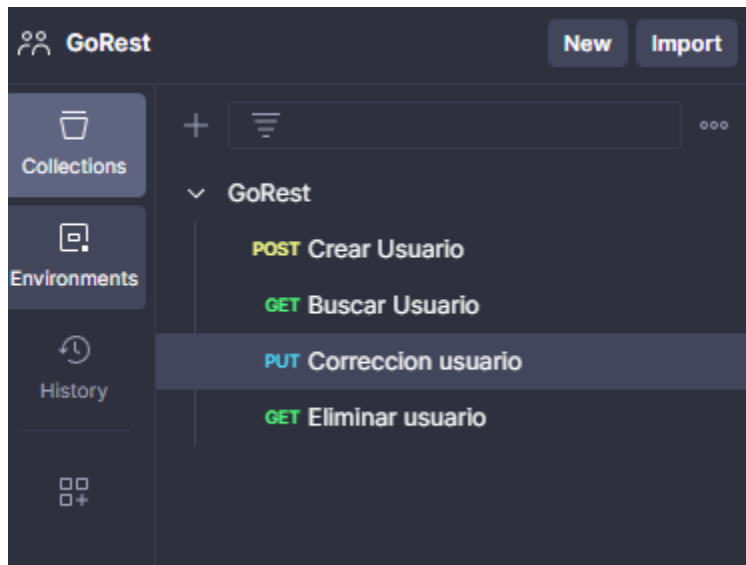 GoRest
New
Import
Collections
Environments
History
GoRest
POST Crear Usuario
GET Buscar Usuario
PUT Correccion usuario
GET Eliminar usuario